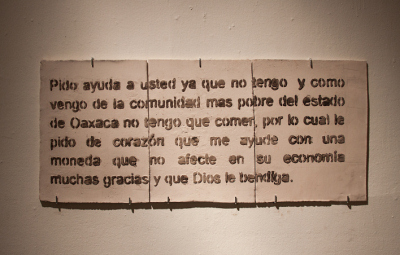 Pido ayuda a usted ya que no tengo y como
vengo de la comunidad mas pobre del estado
de Oaxaca no tengo que comer, por lo cual le
pido de corazón que me ayude con una
moneda que no afecte en su economia
muchas gracias y que Dios le bendiga.